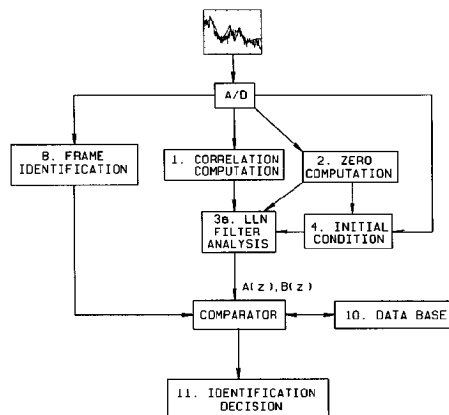 A/D
8. FRAME
IDENTIFICATION
1. CORRELATION
COMPUTATION
2. ZERO
COMPUTATION
3a. LLN
FILTER
ANALYSIS
4. INITIAL
CONDITION
A(z),B(z)
COMPARATOR
10. DATA BASE
11. IDENTIFICATION
DECISION